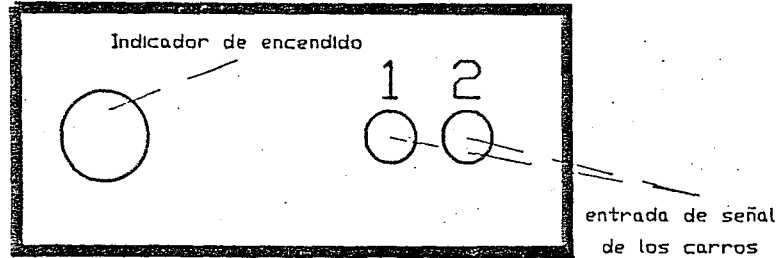 Indicador de encendido
1 2
entrada de señal
de los carros